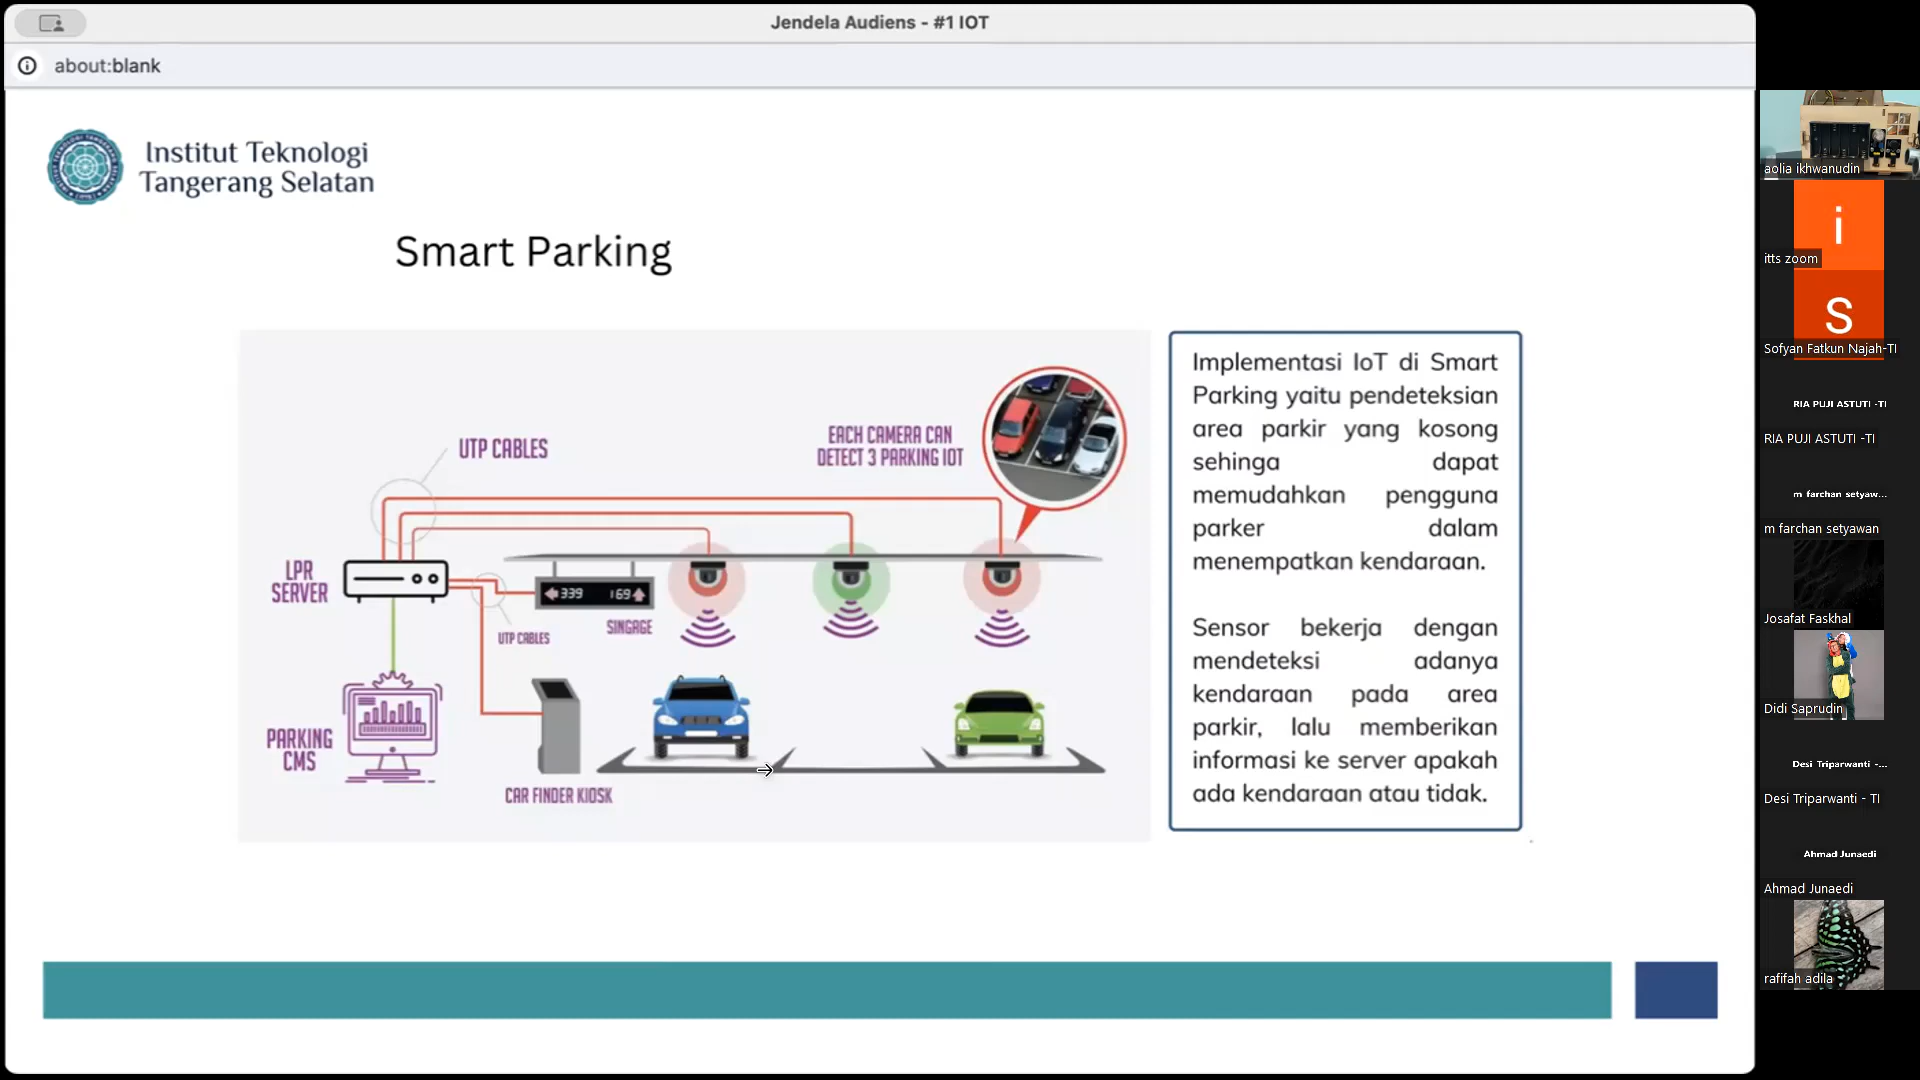 Jendela Audiens - #1 IOT
about:blank
Institut Teknologi
Tangerang Selatan
Smart Parking
UTP CABLES
EACH CAMERA CAN
DETECT 3 PARKING IOT
LPR
SERVER
339 169
SINGAGE
UTP CABLES
PARKING
CMS
CAR FINDER KIOSK
Implementasi IoT di Smart
Parking yaitu pendeteksian
area parkir yang kosong
sehinga dapat
memudahkan pengguna
parker dalam
menempatkan kendaraan.
Sensor bekerja dengan
mendeteksi adanya
kendaraan pada area
parkir, lalu memberikan
informasi ke server apakah
ada kendaraan atau tidak.
aolia ikhwanudin
i
itts zoom
S
Sofyan Fatkun Najah-TI
RIA PUJI ASTUTI -TI
RIA PUJI ASTUTI -TI
m farchan setyaw...
m farchan setyawan
Josafat Faskhal
Didi Saprudin
Desi Triparwanti -...
Desi Triparwanti - TI
Ahmad Junaedi
Ahmad Junaedi
rafifah adila